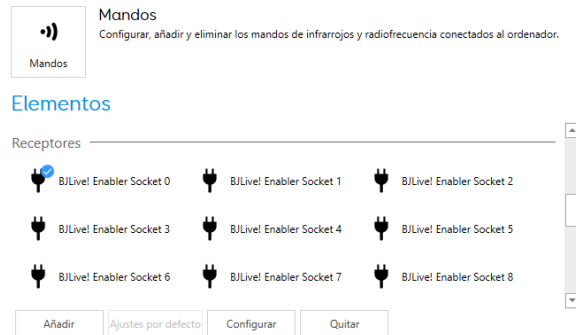 Mandos
Configurar, añadir y eliminar los mandos de infrarrojos y radiofrecuencia conectados al ordenador.
Mandos
Elementos
Receptores
BJLive! Enabler Socket 0 BJLive! Enabler Socket 1 BJLive! Enabler Socket 2
BJLive! Enabler Socket 3 BJLive! Enabler Socket 4 BJLive! Enabler Socket 5
BJLive! Enabler Socket 6 BJLive! Enabler Socket 7 BJLive! Enabler Socket 8
Añadir Ajustes por defecto Configurar Quitar